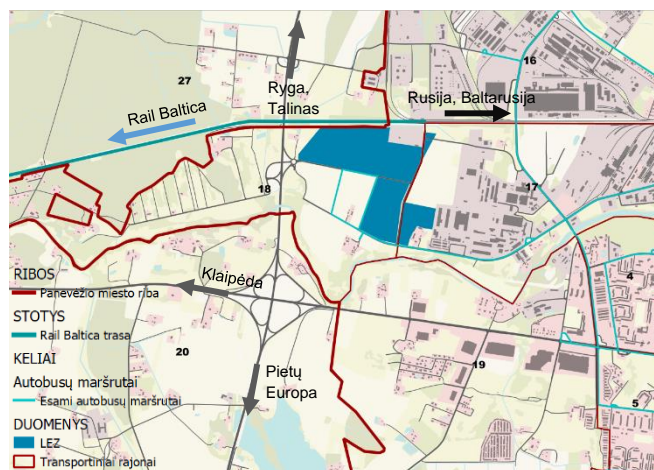 27
16
Ryga,
Talinas
Rusija, Baltarusija
Rail Baltica
18
17
Klaipėda
4
RIBOS
Panevėžio miesto riba
STOTYS
Rail Baltica trasa
KELIAI
Autobusų maršrutai
Esami autobusų maršrutai
DUOMENYS
LEZ
Transportiniai rajonai
20
19
Pietų
Europa
5